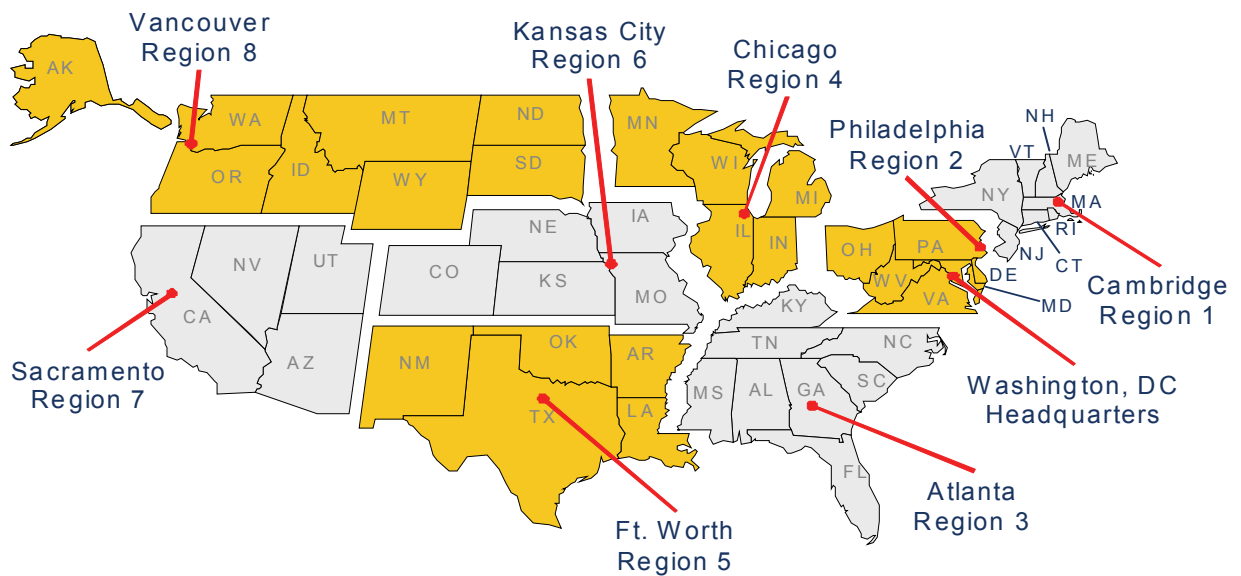 Vancouver
Region 8
Kansas City
Region 6
Chicago
Region 4
Philadelphia
Region 2
AK
WA
MT
ND
MN
OR
ID
WY
SD
WI
MI
NH
VT
ME
NY
MA
RI
CT
NJ
NE
IA
IL
IN
OH
PA
DE
MD
WV
VA
NV
UT
CO
KS
MO
KY
CA
AZ
NM
OK
AR
TN
NC
SC
MS
AL
GA
TX
LA
FL
Cambridge
Region 1
Sacramento
Region 7
Washington, DC
Headquarters
Atlanta
Region 3
Ft. Worth
Region 5